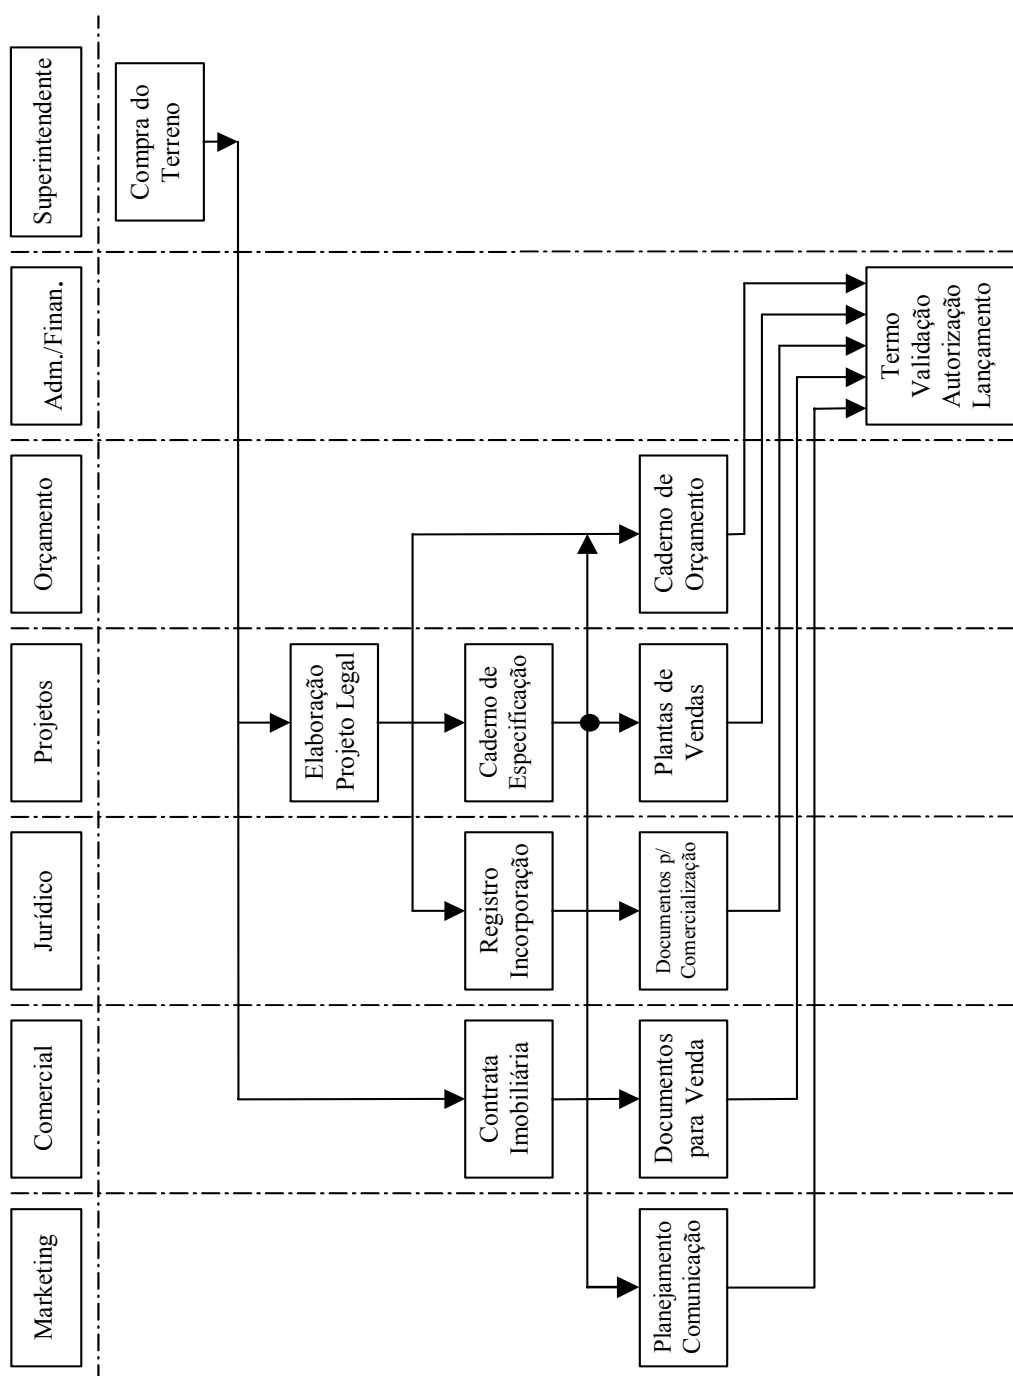 Superintendente
Adm./Finan.
Orçamento
Projetos
Jurídico
Comercial
Marketing
Compra do
Terreno
Elaboração
Projeto Legal
Caderno de
Especificação
Registro
Incorporação
Contrata
Imobiliária
Caderno de
Orçamento
Plantas de
Vendas
Documentos p/
Comercialização
Documentos
para Venda
Planejamento
Comunicação
Termo
Validação
Autorização
Lançamento